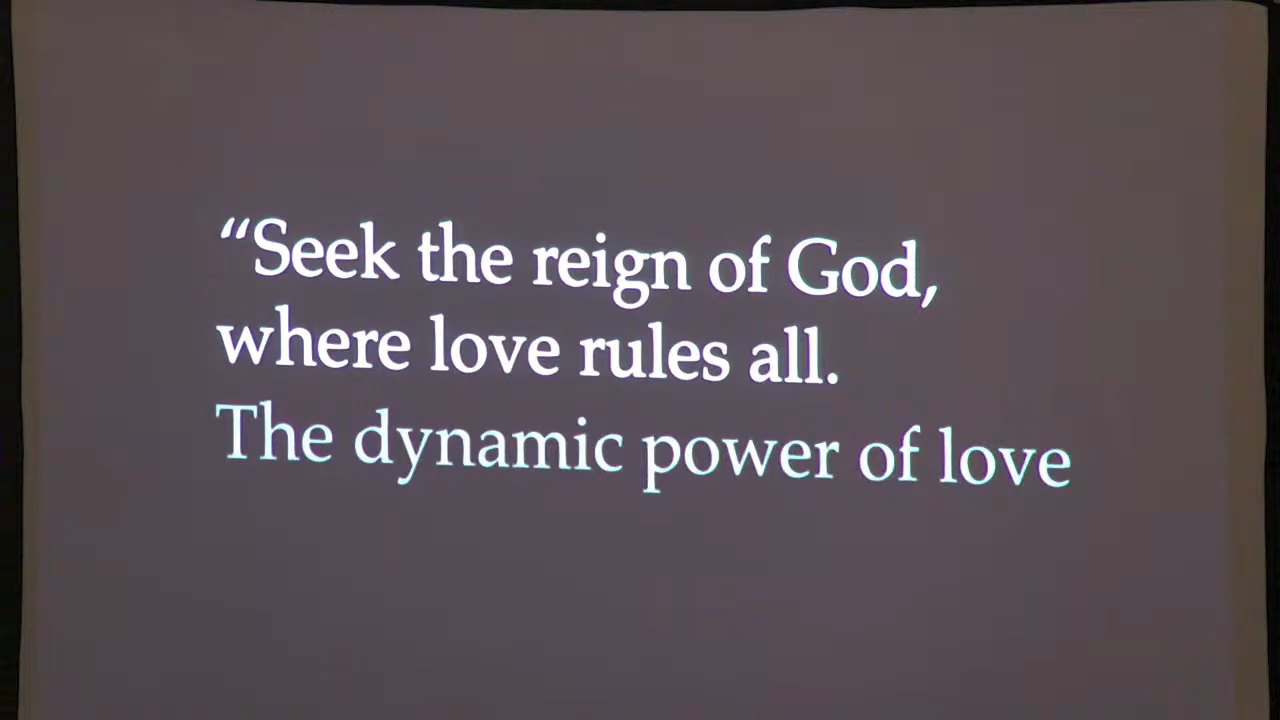 “Seek the reign of God,
where love rules all.
The dynamic power of love